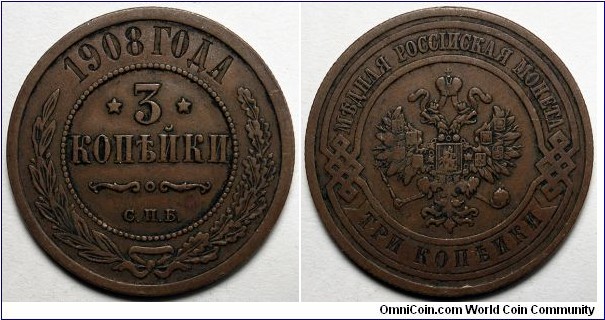 1908 ГОДА
3
КОПѢЙКИ
С.П.Б.
МѢДНАЯ РОССІЙСКАЯ МОНЕТА
ТРИ КОПѢЙКИ
OmniCoin.com World Coin Community